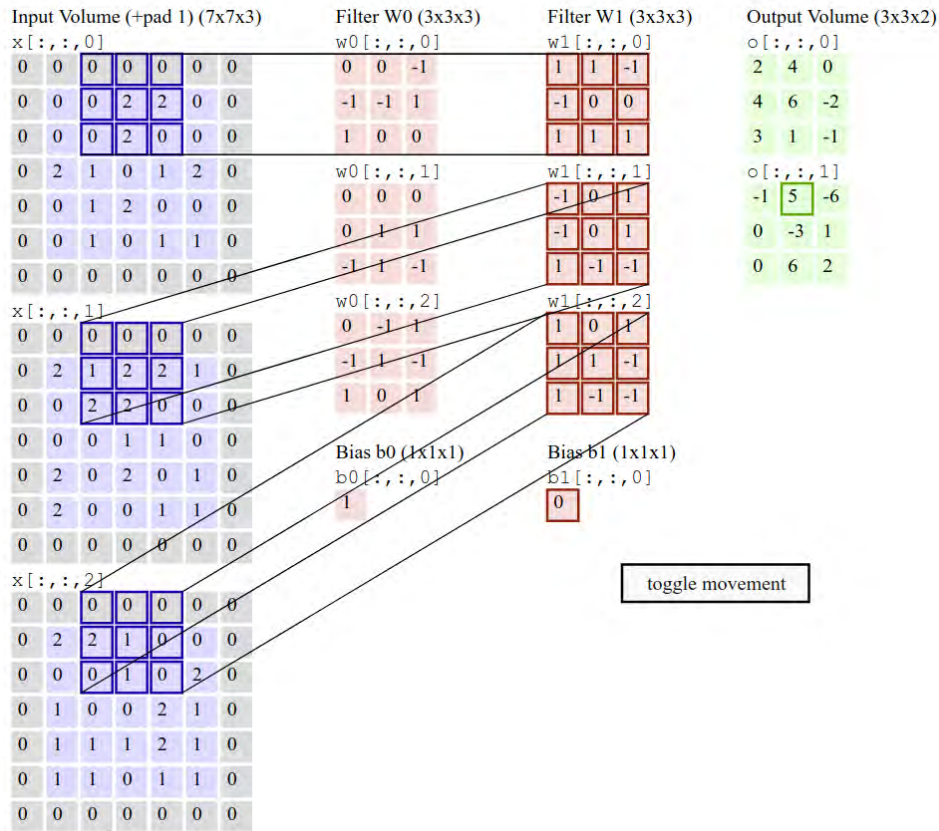 Input Volume (+pad 1) (7x7x3)
x[:,:,0]
0 0 0 0 0 0 0
0 0 0 2 2 0 0
0 0 0 2 0 0 0
0 2 1 0 1 2 0
0 0 1 2 0 0 0
0 0 1 0 1 1 0
0 0 0 0 0 0 0
x[:,:,1]
0 0 0 0 0 0 0
0 2 1 2 2 1 0
0 0 2 2 0 0 0
0 0 0 1 1 0 0
0 2 0 2 0 1 0
0 2 0 0 1 1 0
0 0 0 0 0 0 0
x[:,:,2]
0 0 0 0 0 0 0
0 2 2 1 0 0 0
0 0 0 1 0 2 0
0 1 0 0 2 1 0
0 1 1 1 2 1 0
0 1 1 0 1 1 0
0 0 0 0 0 0 0
Filter W0 (3x3x3)
w0[:,:,0]
0 0 -1
-1 -1 1
1 0 0
w0[:,:,1]
0 0 0
0 1 1
-1 1 -1
w0[:,:,2]
0 -1 1
-1 1 -1
1 0 1
Bias b0 (1x1x1)
b0[:,:,0]
1
Filter W1 (3x3x3)
w1[:,:,0]
1 1 -1
-1 0 0
1 1 1
w1[:,:,1]
-1 0 1
-1 0 1
1 -1 -1
w1[:,:,2]
1 0 1
1 1 -1
1 -1 -1
Bias b1 (1x1x1)
b1[:,:,0]
0
Output Volume (3x3x2)
o[:,:,0]
2 4 0
4 6 -2
3 1 -1
o[:,:,1]
-1 5 -6
0 -3 1
0 6 2
toggle movement